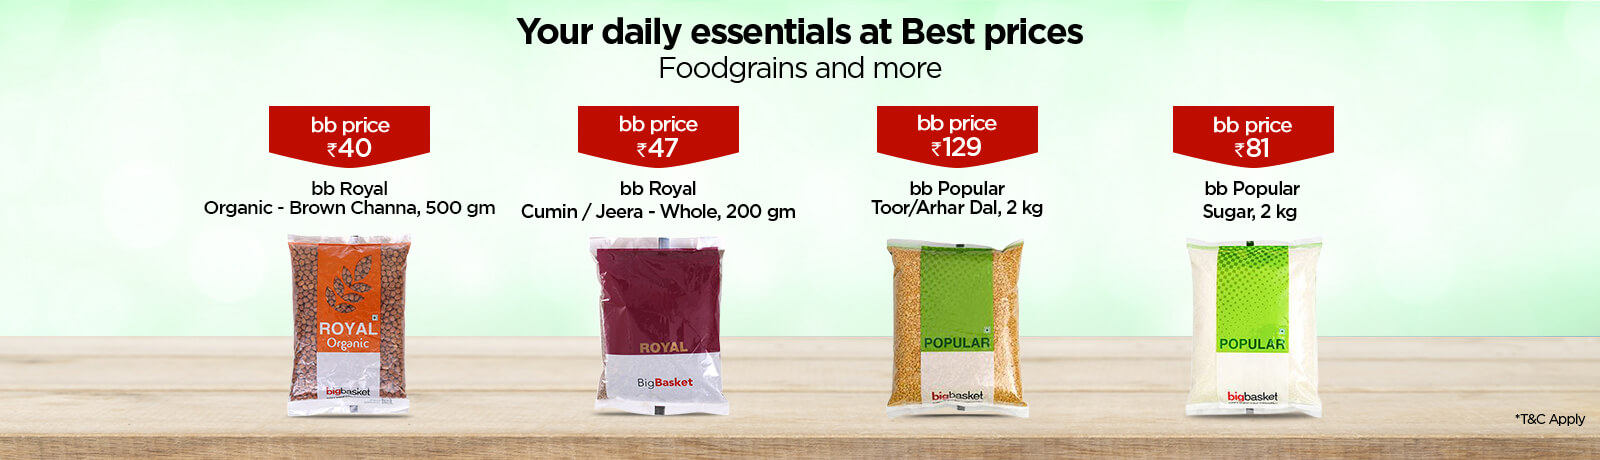 Your daily essentials at Best prices
Foodgrains and more
bb price
₹40
bb Royal
Organic - Brown Channa, 500 gm
ROYAL
Organic
bigbasket
bb price
₹47
bb Royal
Cumin / Jeera - Whole, 200 gm
ROYAL
BigBasket
bb price
₹129
bb Popular
Toor/Arhar Dal, 2 kg
POPULAR
bigbasket
bb price
₹81
bb Popular
Sugar, 2 kg
POPULAR
bigbasket
*T&C Apply